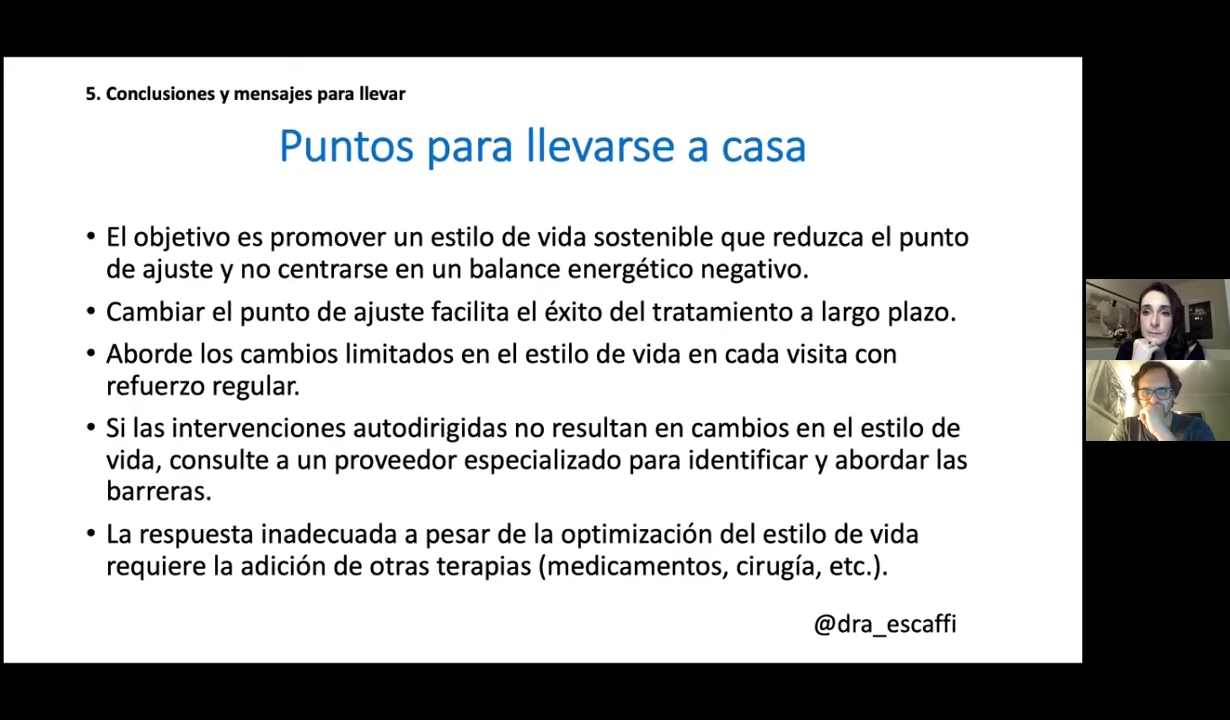 5. Conclusiones y mensajes para llevar
Puntos para llevarse a casa
• El objetivo es promover un estilo de vida sostenible que reduzca el punto
de ajuste y no centrarse en un balance energético negativo.
• Cambiar el punto de ajuste facilita el éxito del tratamiento a largo plazo.
• Aborde los cambios limitados en el estilo de vida en cada visita con
refuerzo regular.
• Si las intervenciones autodirigidas no resultan en cambios en el estilo de
vida, consulte a un proveedor especializado para identificar y abordar las
barreras.
• La respuesta inadecuada a pesar de la optimización del estilo de vida
requiere la adición de otras terapias (medicamentos, cirugía, etc.).
@dra_escaffi